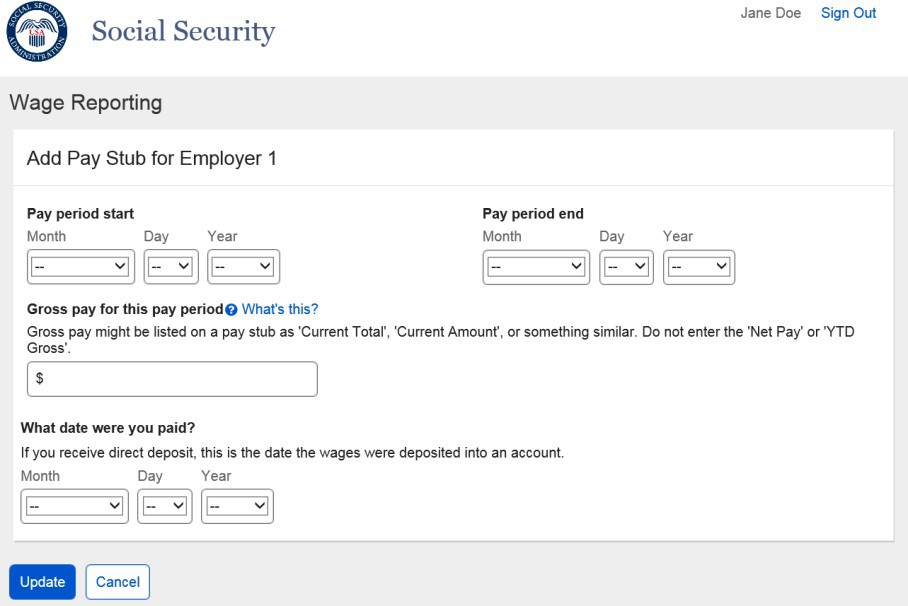 SOCIAL SECURITY ADMINISTRATION
USA
Social Security
Jane Doe Sign Out
Wage Reporting
Add Pay Stub for Employer 1
Pay period start Pay period end
Month Day Year Month Day Year
-- -- -- -- -- --
Gross pay for this pay period What's this?
Gross pay might be listed on a pay stub as 'Current Total', 'Current Amount', or something similar. Do not enter the 'Net Pay' or 'YTD
Gross'.
$
What date were you paid?
If you receive direct deposit, this is the date the wages were deposited into an account.
Month Day Year
-- -- --
Update Cancel